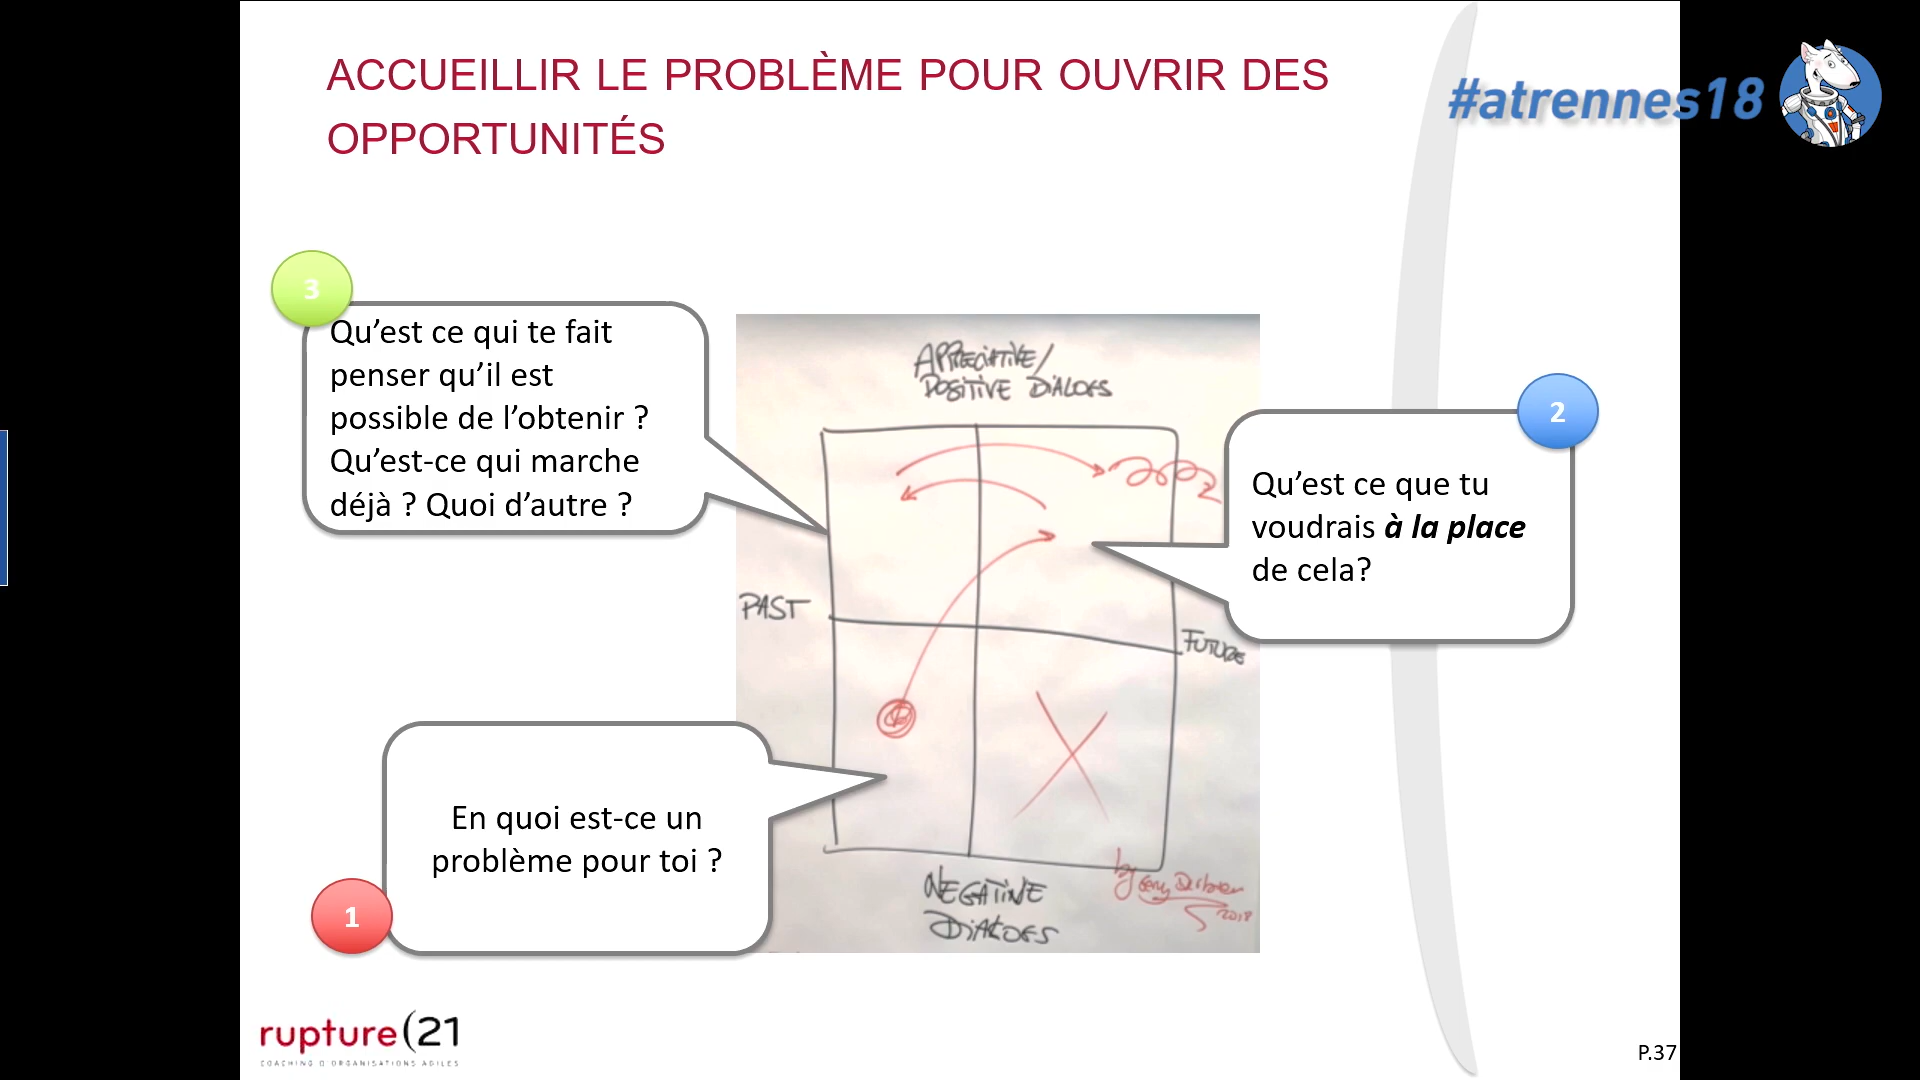 ACCUEILLIR LE PROBLÈME POUR OUVRIR DES
OPPORTUNITÉS
#atrennes18
3
Qu’est ce qui te fait
penser qu’il est
possible de l’obtenir ?
Qu’est-ce qui marche
déjà ? Quoi d’autre ?
APPRECIATIVE/
POSITIVE DIALOGS
2
Qu’est ce que tu
voudrais à la place
de cela?
PAST
FUTURE
En quoi est-ce un
problème pour toi ?
1
NEGATIVE
DIALOGS
by
2018
rupture(21
COACHING & ORGANISATIONS AGILES
P.37